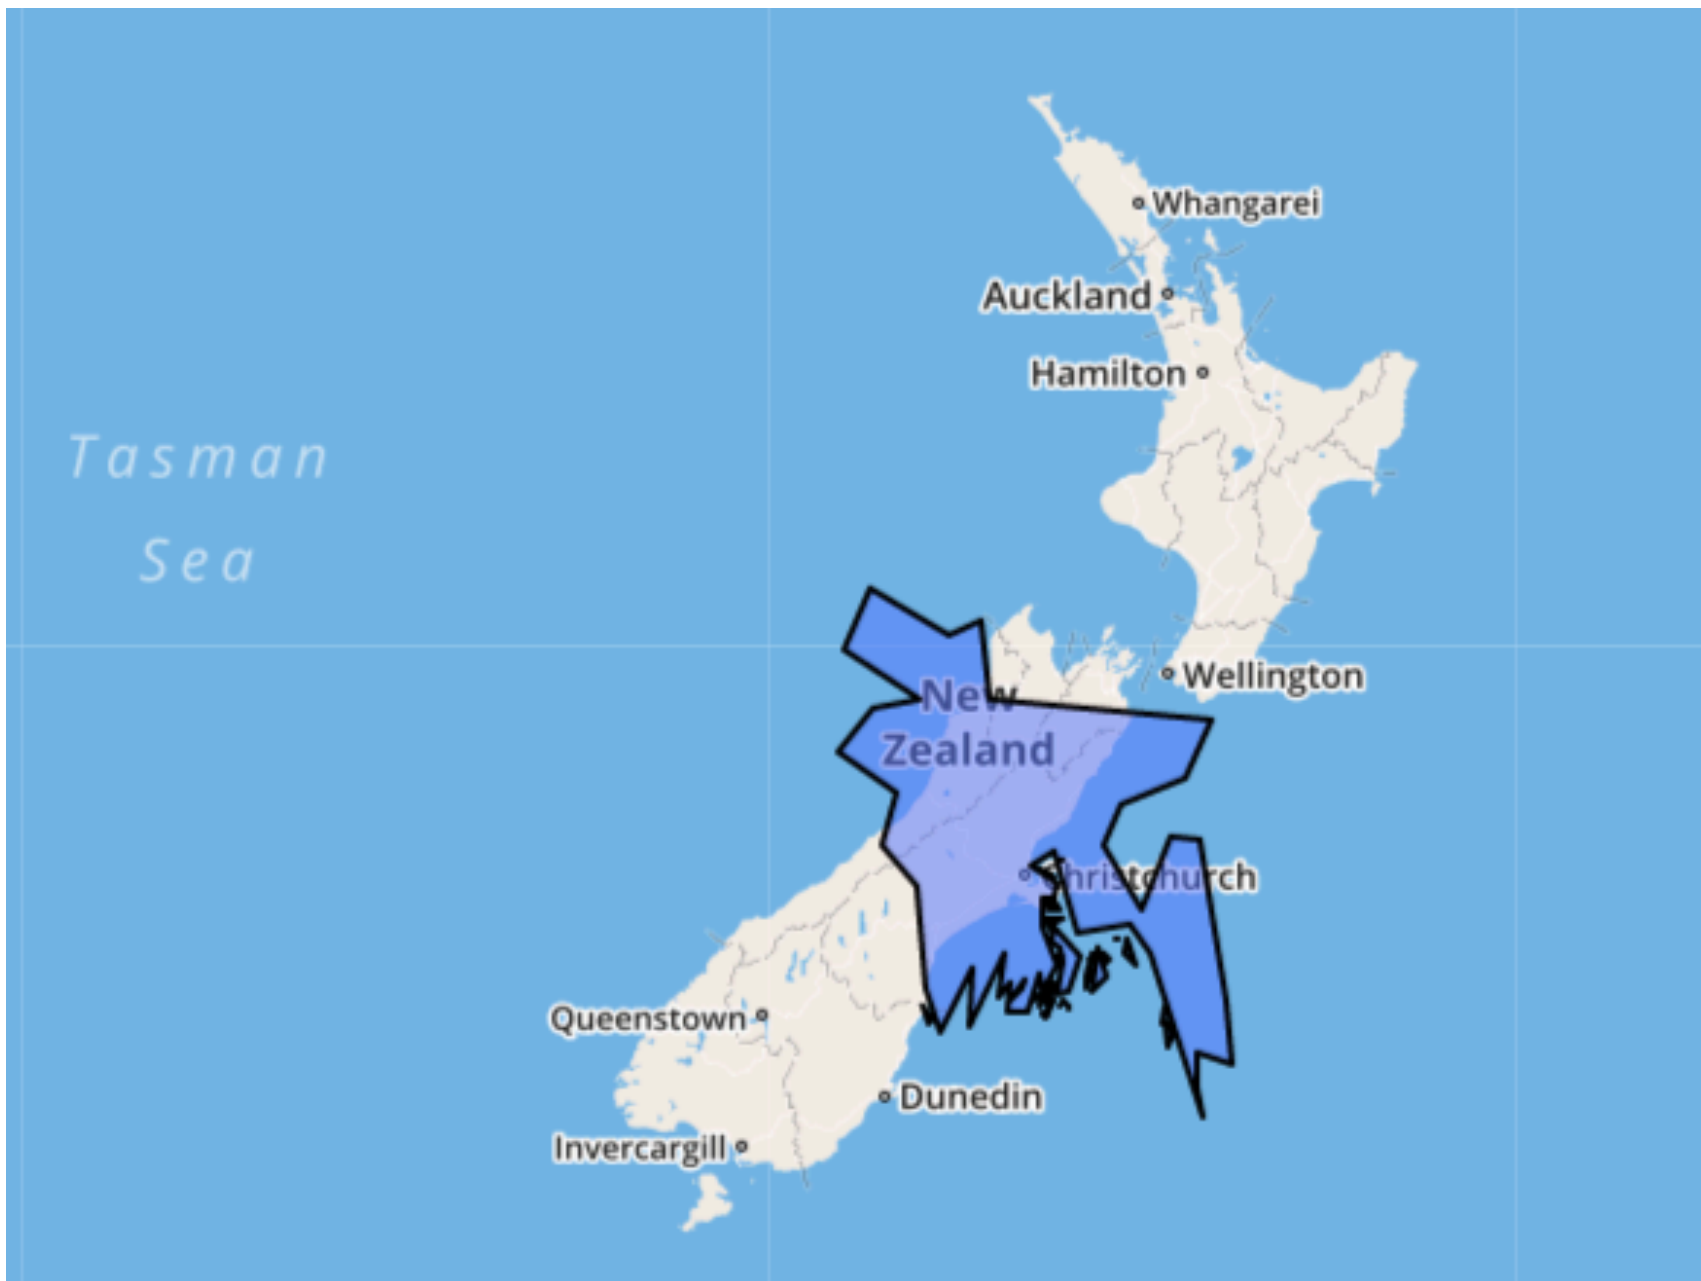 Whangarei
Auckland
Hamilton
Tasman
Sea
Wellington
New
Zealand
Christchurch
Queenstown
Dunedin
Invercargill